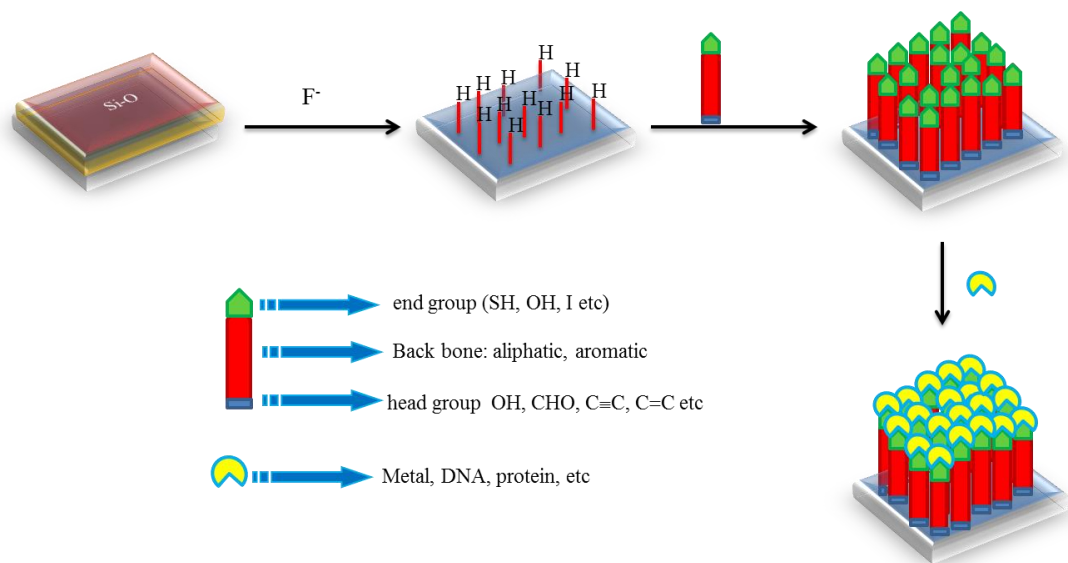 Si-O
F-
H
H
H
H
H
H
H
H
H
H
H
H
end group (SH, OH, I etc)
Back bone: aliphatic, aromatic
head group OH, CHO, C≡C, C=C etc
Metal, DNA, protein, etc